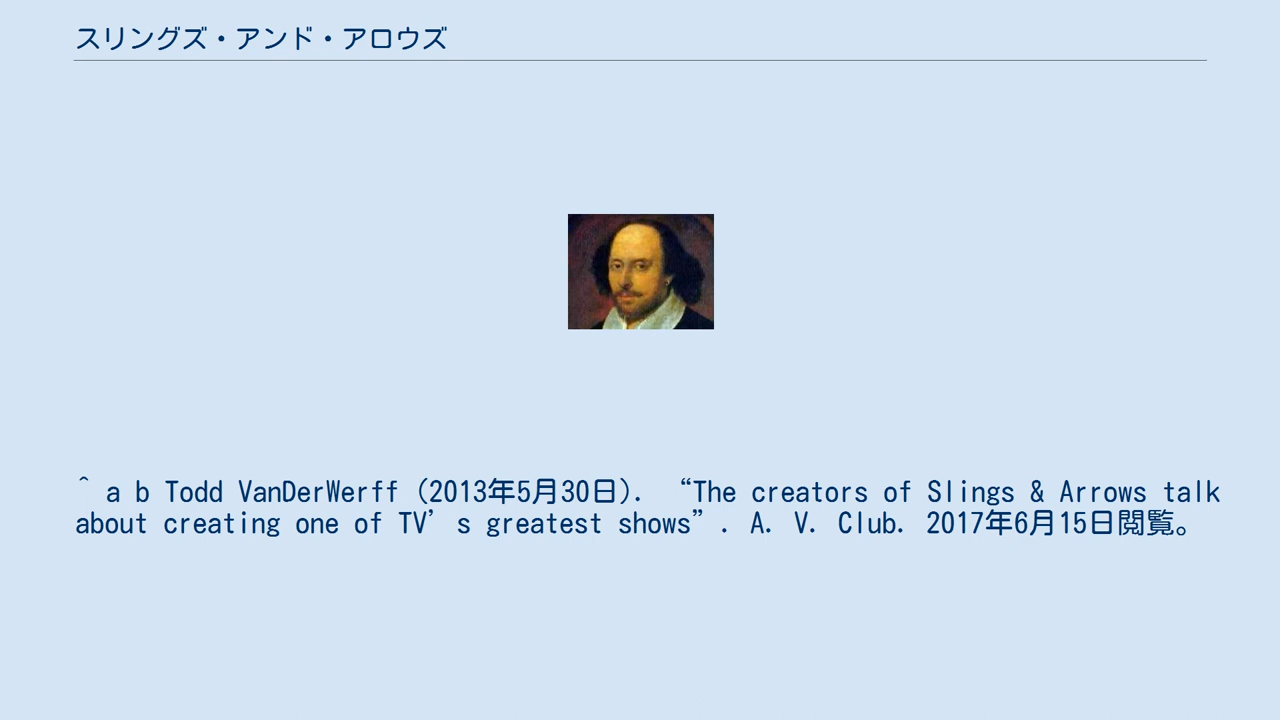 スリングズ・アンド・アロウズ
^ a b Todd VanDerWerff (2013年5月30日). “The creators of Slings & Arrows talk
about creating one of TV’s greatest shows”. A. V. Club. 2017年6月15日閲覧。